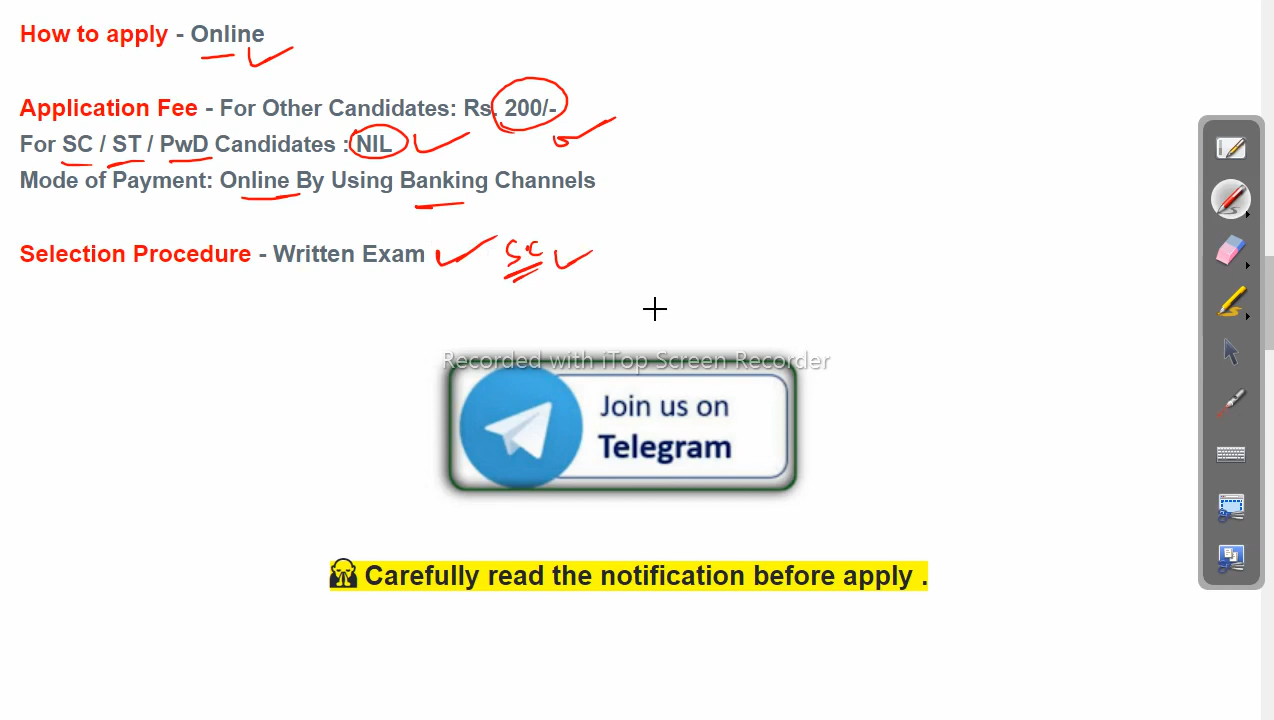 How to apply - Online
Application Fee - For Other Candidates: Rs. 200/-
For SC / ST / PwD Candidates : NIL
Mode of Payment: Online By Using Banking Channels
Selection Procedure - Written Exam S.C
Recorded with iTop Screen Recorder
Join us on
Telegram
Carefully read the notification before apply .